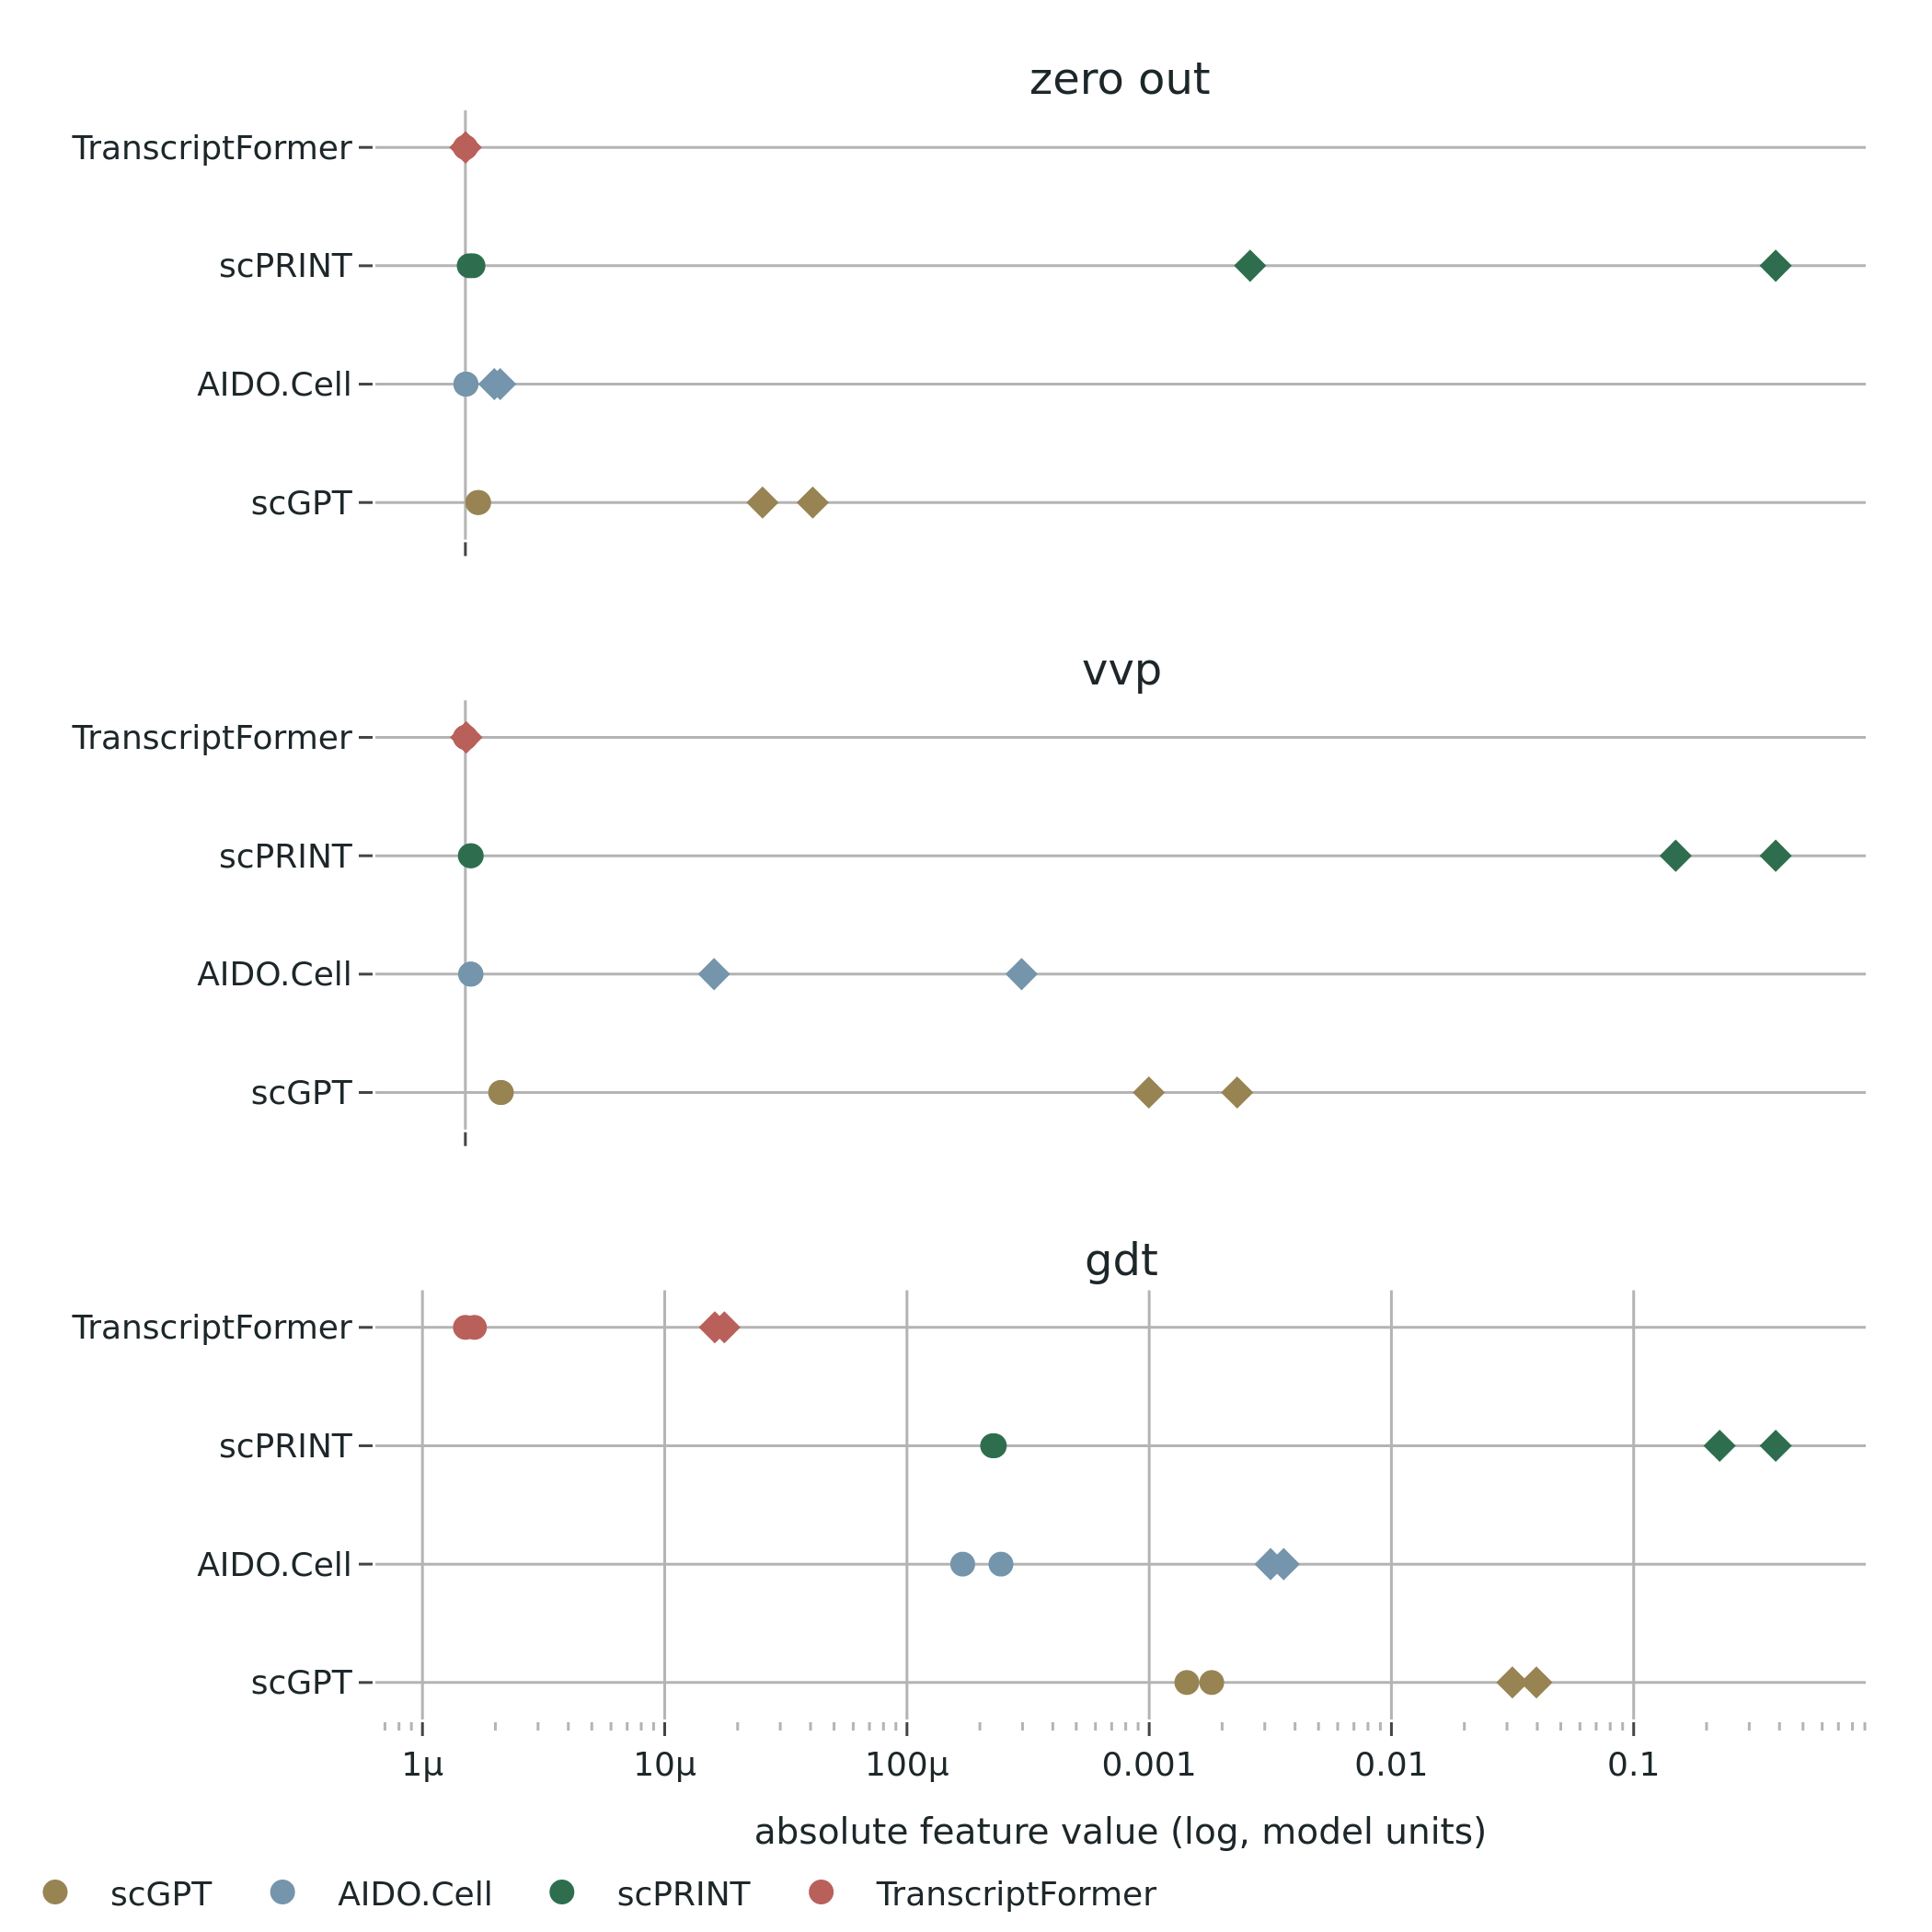 zero out
TranscriptFormer
scPRINT
AIDO.Cell
scGPT
vvp
TranscriptFormer
scPRINT
AIDO.Cell
scGPT
gdt
TranscriptFormer
scPRINT
AIDO.Cell
scGPT
1μ 10μ 100μ 0.001 0.01 0.1
absolute feature value (log, model units)
scGPT AIDO.Cell scPRINT TranscriptFormer